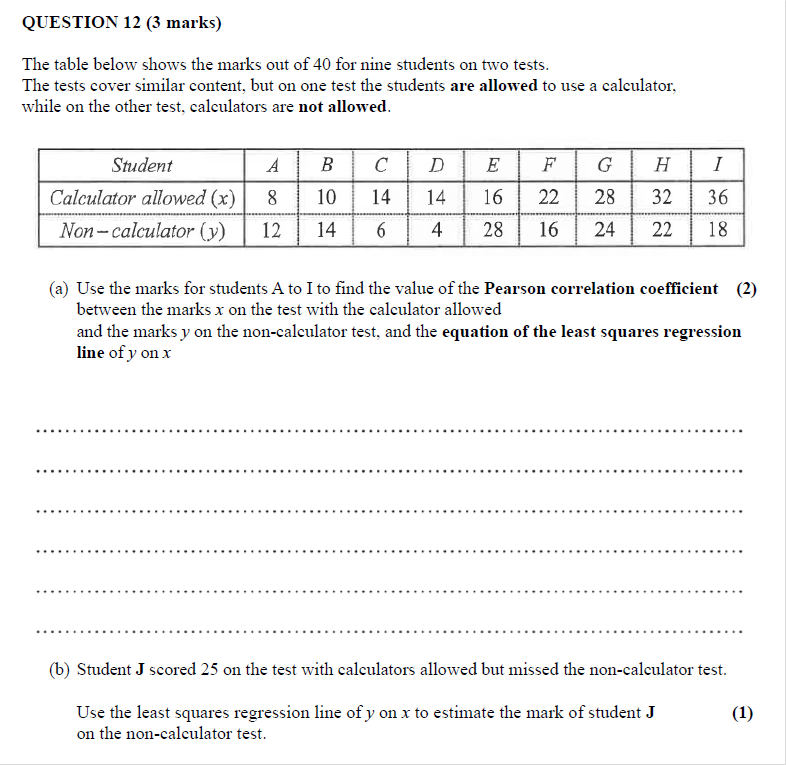 QUESTION 12 (3 marks)
The table below shows the marks out of 40 for nine students on two tests.
The tests cover similar content, but on one test the students are allowed to use a calculator,
while on the other test, calculators are not allowed.
Student A B C D E F G H I
Calculator allowed (x) 8 10 14 14 16 22 28 32 36
Non – calculator (y) 12 14 6 4 28 16 24 22 18
(a) Use the marks for students A to I to find the value of the Pearson correlation coefficient (2)
between the marks x on the test with the calculator allowed
and the marks y on the non-calculator test, and the equation of the least squares regression
line of y on x
(b) Student J scored 25 on the test with calculators allowed but missed the non-calculator test.
Use the least squares regression line of y on x to estimate the mark of student J (1)
on the non-calculator test.